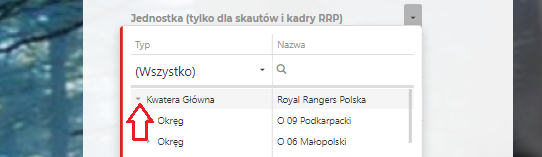 Jednostka (tylko dla skautów i kadry RRP)
Typ Nazwa
(Wszystko)
Kwatera Główna Royal Rangers Polska
Okręg O 09 Podkarpacki
Okręg O 06 Małopolski